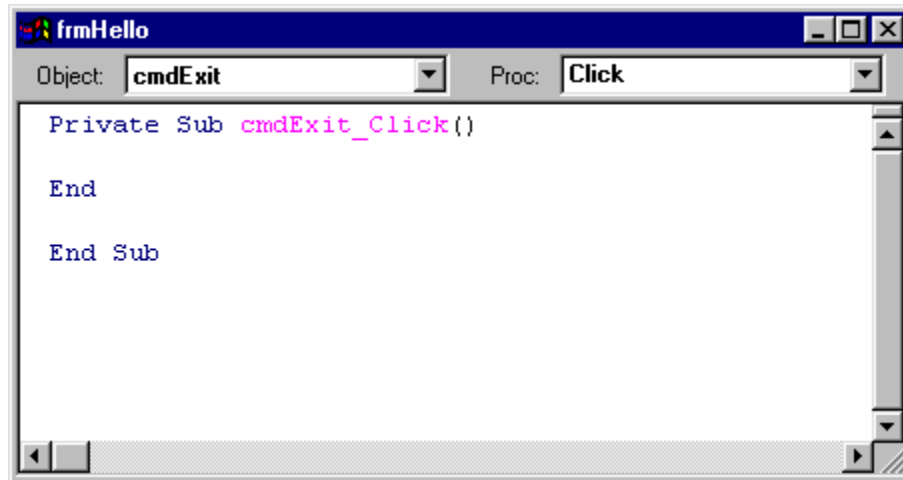 frmHello
Object: cmdExit Proc: Click
Private Sub cmdExit_Click()
End
End Sub